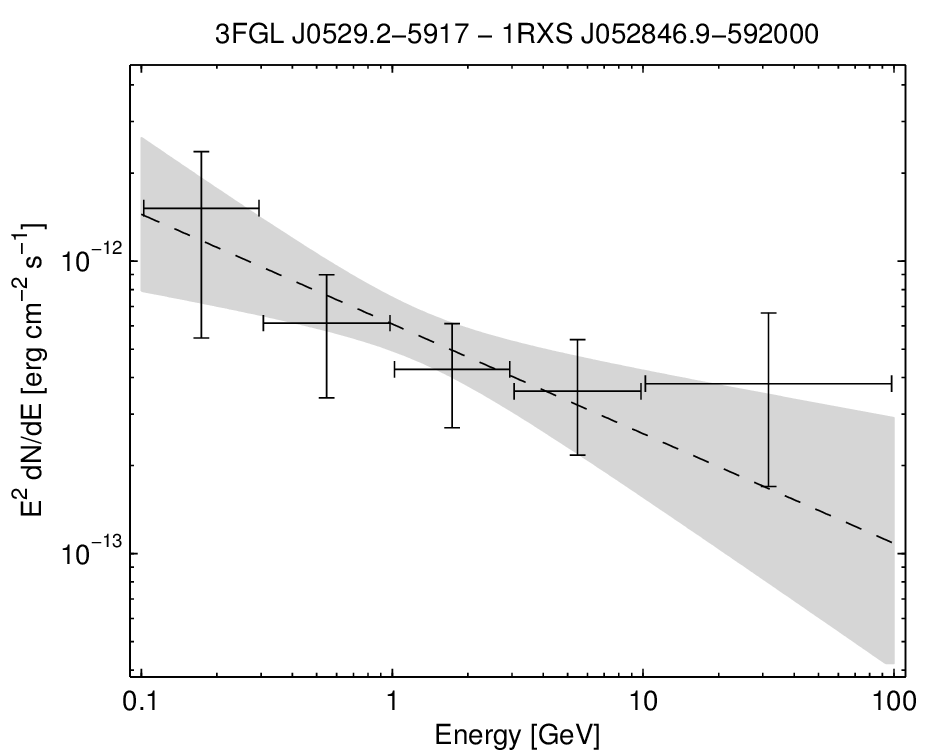 3FGL J0529.2−5917 − 1RXS J052846.9−592000
E² dN/dE [erg cm⁻² s⁻¹]
10⁻¹²
10⁻¹³
0.1 1 10 100
Energy [GeV]